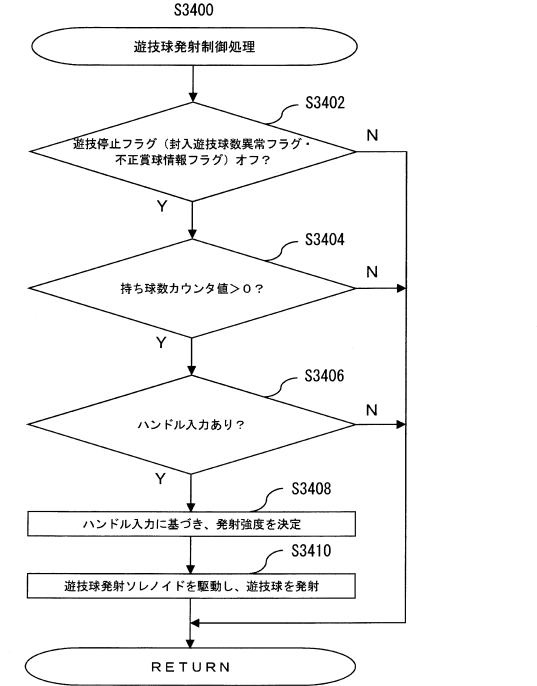 S3400
遊技球発射制御処理
S3402
遊技停止フラグ（封入遊技球数異常フラグ・
不正賞球情報フラグ）オフ？
N
Y
S3404
持ち球数カウンタ値＞０？
N
Y
S3406
ハンドル入力あり？
N
Y
S3408
ハンドル入力に基づき、発射強度を決定
S3410
遊技球発射ソレノイドを駆動し、遊技球を発射
RETURN